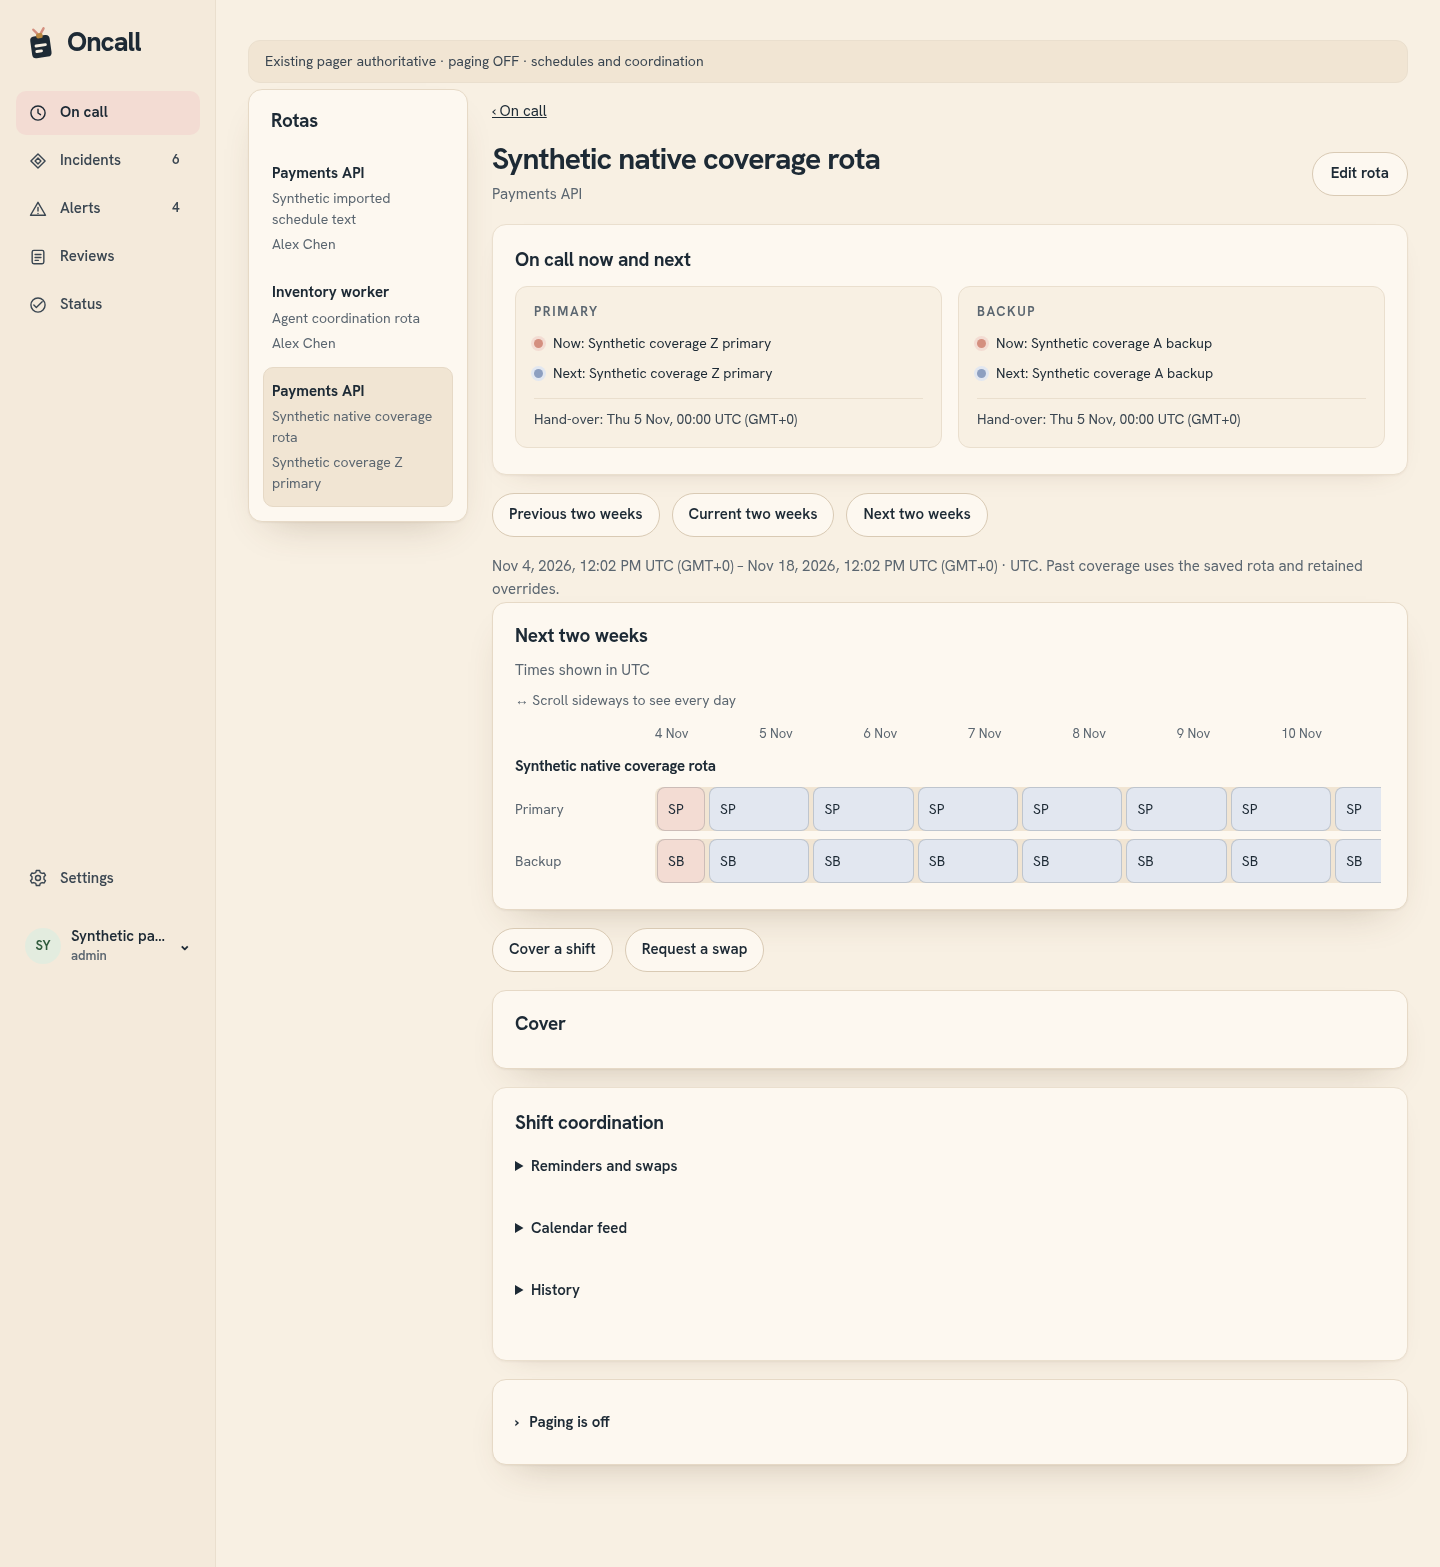 Oncall
On call
Incidents 6
Alerts 4
Reviews
Status
Settings
SY
Synthetic pa...
admin
Existing pager authoritative · paging OFF · schedules and coordination
Rotas
Payments API
Synthetic imported
schedule text
Alex Chen
Inventory worker
Agent coordination rota
Alex Chen
Payments API
Synthetic native coverage
rota
Synthetic coverage Z
primary
‹ On call
Synthetic native coverage rota
Payments API
Edit rota
On call now and next
PRIMARY
Now: Synthetic coverage Z primary
Next: Synthetic coverage Z primary
Hand-over: Thu 5 Nov, 00:00 UTC (GMT+0)
BACKUP
Now: Synthetic coverage A backup
Next: Synthetic coverage A backup
Hand-over: Thu 5 Nov, 00:00 UTC (GMT+0)
Previous two weeks Current two weeks Next two weeks
Nov 4, 2026, 12:02 PM UTC (GMT+0) – Nov 18, 2026, 12:02 PM UTC (GMT+0) · UTC. Past coverage uses the saved rota and retained
overrides.
Next two weeks
Times shown in UTC
↔ Scroll sideways to see every day
4 Nov 5 Nov 6 Nov 7 Nov 8 Nov 9 Nov 10 Nov
Synthetic native coverage rota
Primary SP SP SP SP SP SP SP SP
Backup SB SB SB SB SB SB SB SB
Cover a shift Request a swap
Cover
Shift coordination
▶ Reminders and swaps
▶ Calendar feed
▶ History
› Paging is off